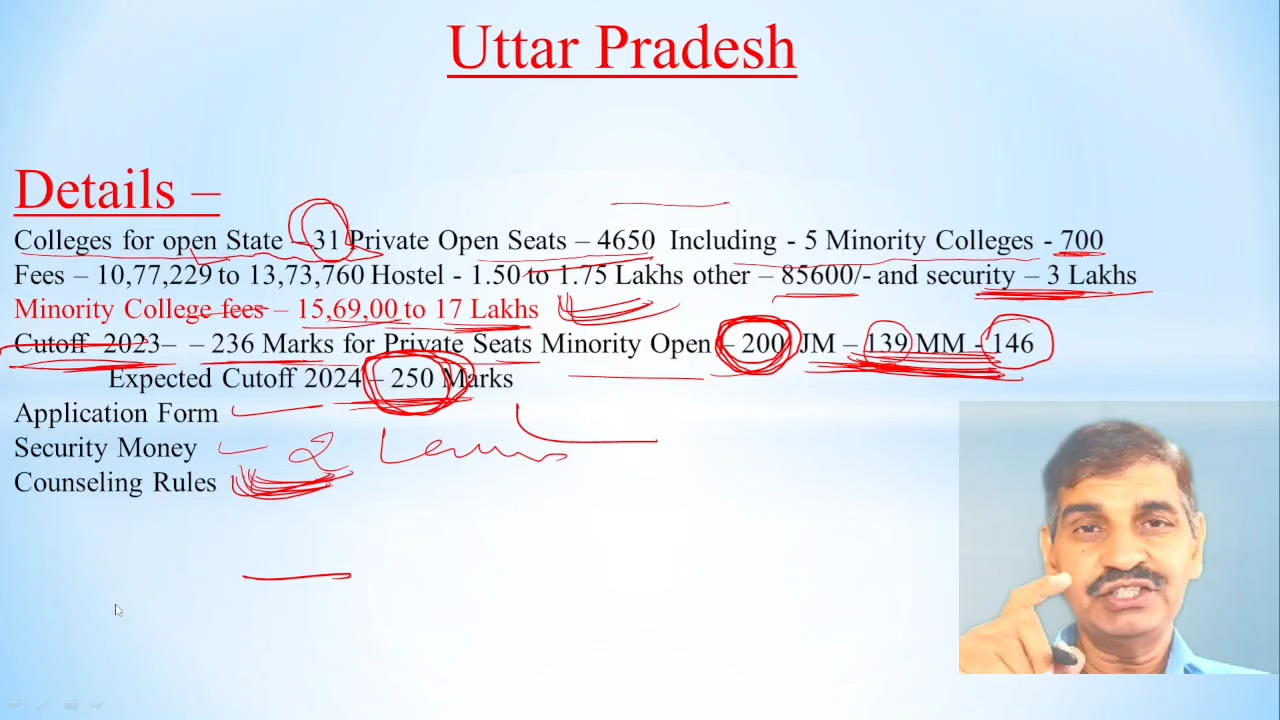 Uttar Pradesh
Details –
Colleges for open State – 31 Private Open Seats – 4650 Including - 5 Minority Colleges - 700
Fees – 10,77,229 to 13,73,760 Hostel - 1.50 to 1.75 Lakhs other – 85600/- and security – 3 Lakhs
Minority College fees – 15,69,00 to 17 Lakhs
Cutoff 2023– – 236 Marks for Private Seats Minority Open – 200 JM – 139 MM - 146
Expected Cutoff 2024 – 250 Marks
Application Form
Security Money 2
Counseling Rules